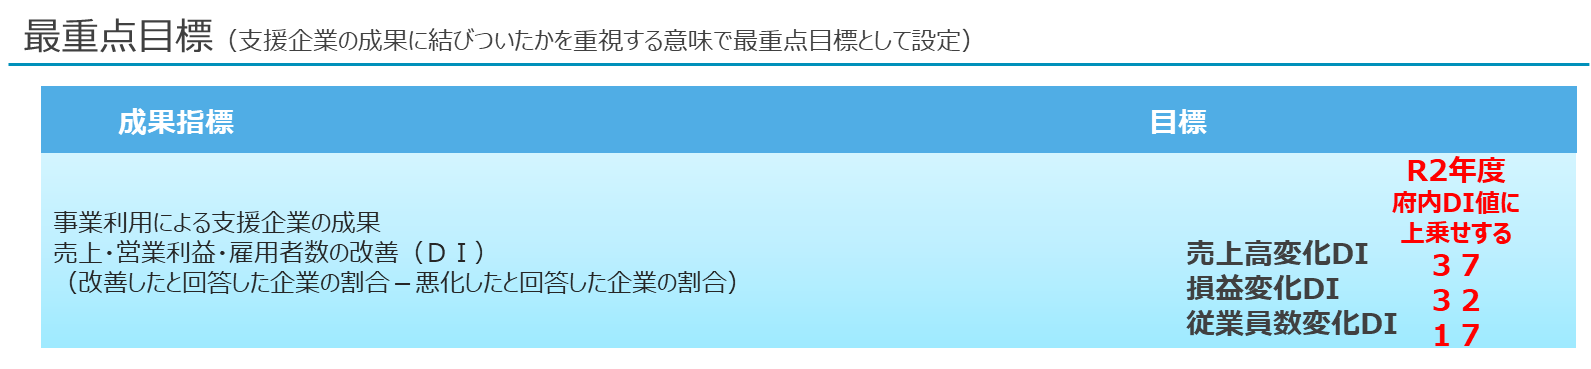 最重点目標（支援企業の成果に結びついたかを重視する意味で最重点目標として設定）
成果指標
目標
事業利用による支援企業の成果
売上・営業利益・雇用者数の改善（ＤＩ）
（改善したと回答した企業の割合－悪化したと回答した企業の割合）
R2年度
府内DI値に
上乗せする
売上高変化DI ３７
損益変化DI ３２
従業員数変化DI １７